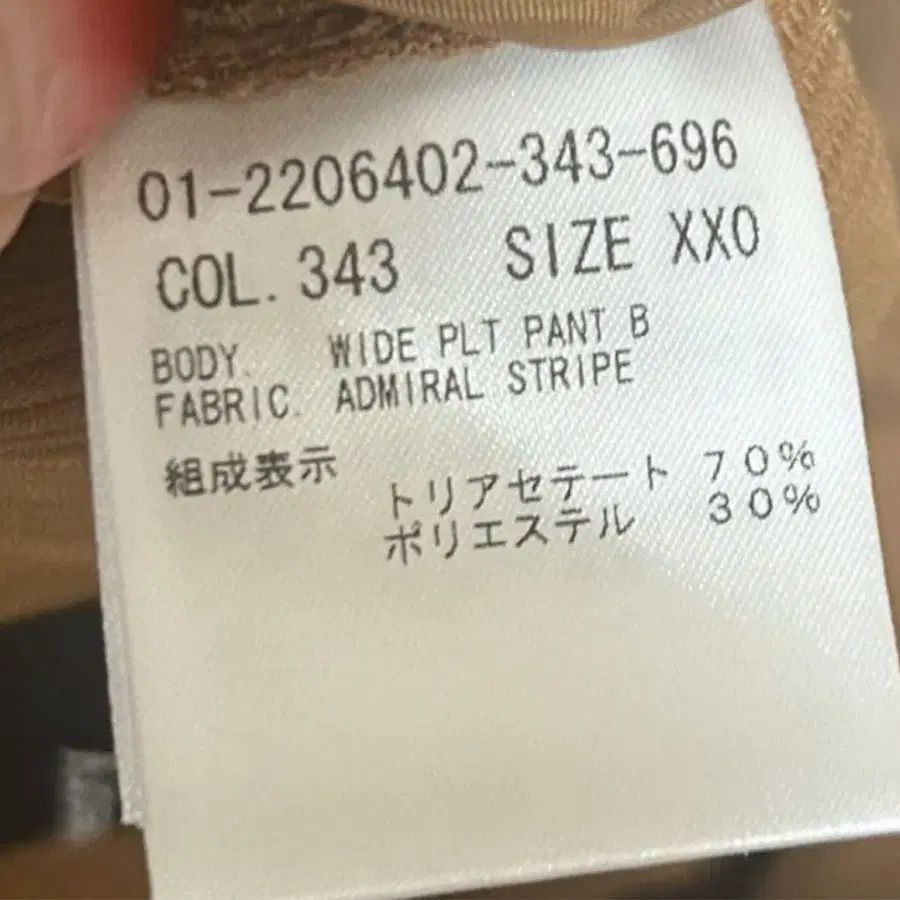 01-2206402-343-696
COL. 343 SIZE XXO
BODY. WIDE PLT PANT B
FABRIC. ADMIRAL STRIPE
組成表示
トリアセテート 70%
ポリエステル 30%